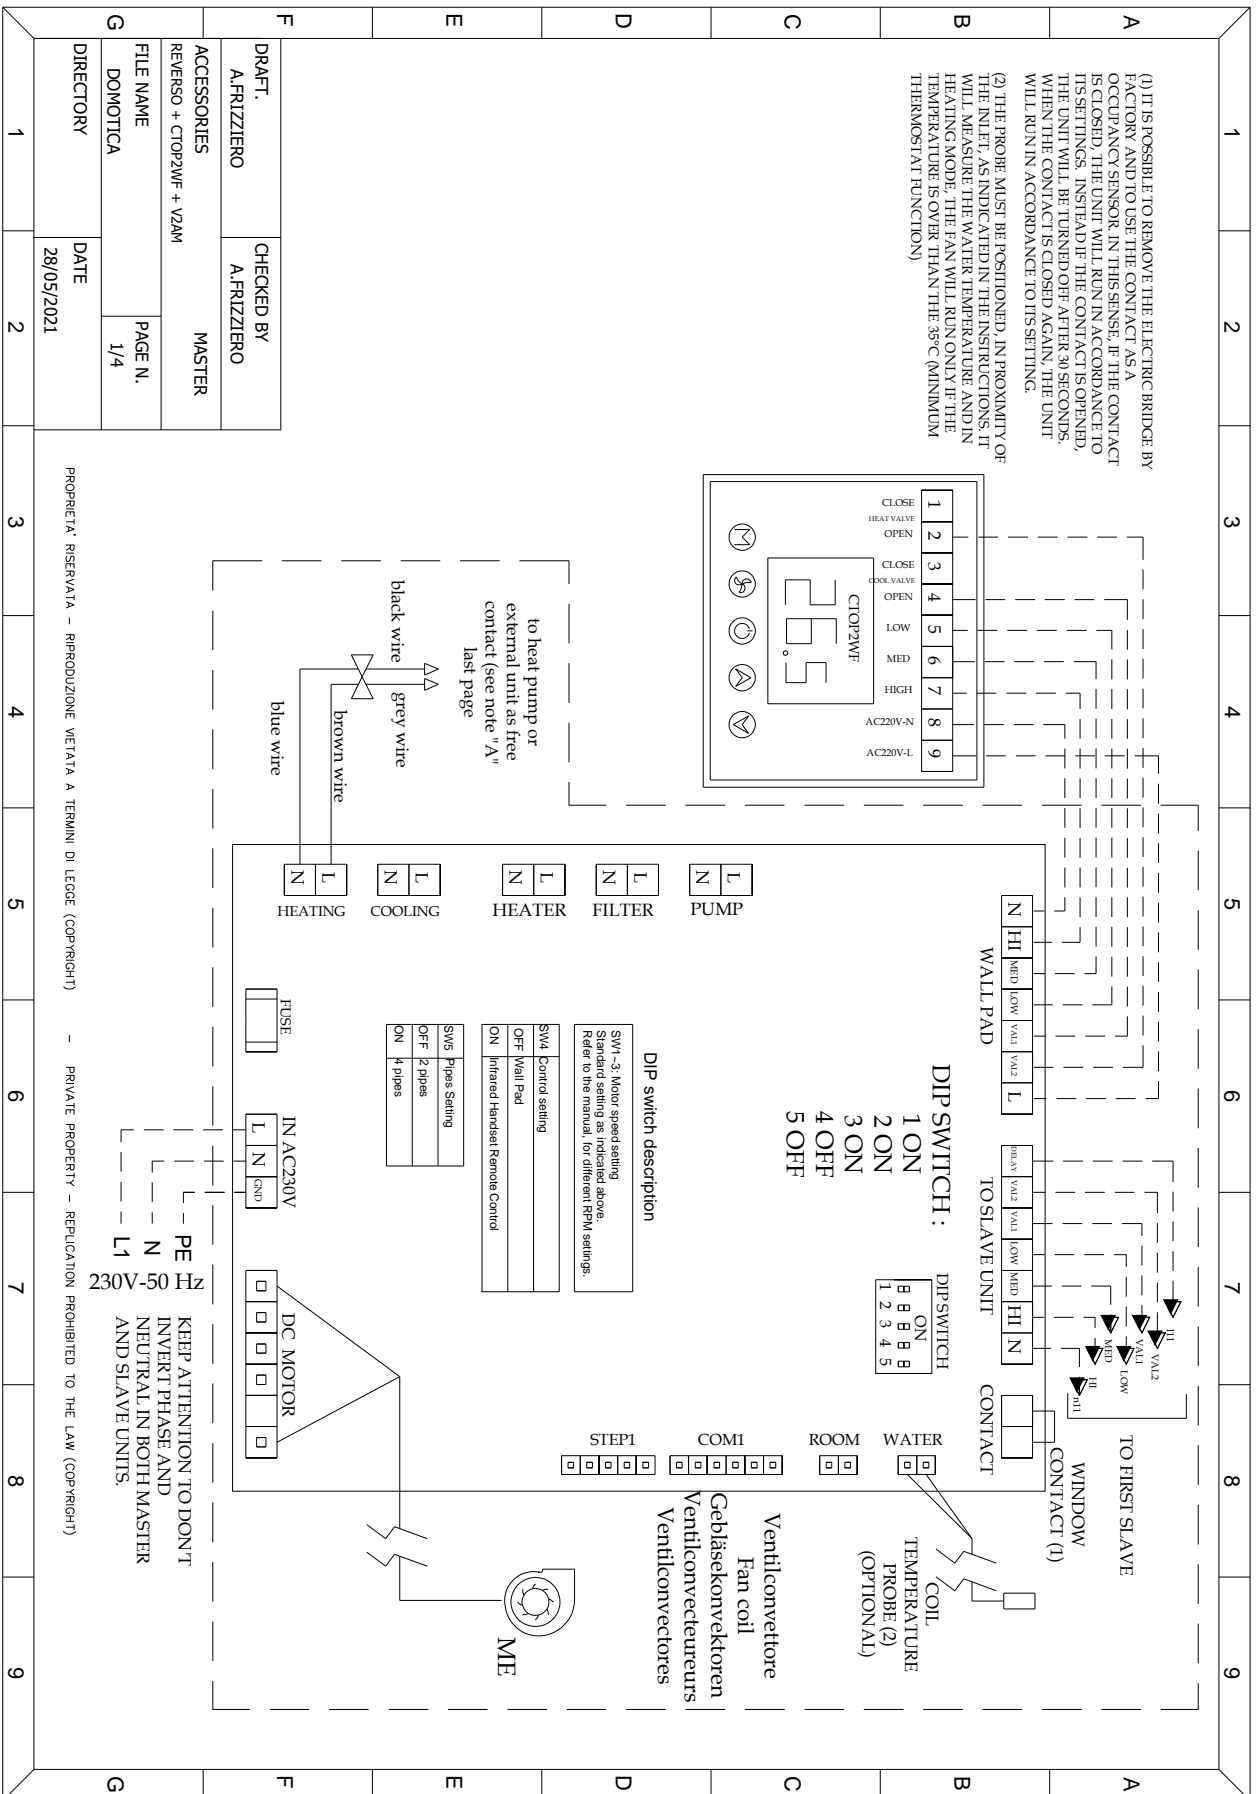 1
2
3
4
5
6
7
8
9
A
B
C
D
E
F
G
(1) IT IS POSSIBLE TO REMOVE THE ELECTRIC BRIDGE BY
FACTORY AND TO USE THE CONTACT AS A
OCCUPANCY SENSOR. IN THIS SENSE, IF THE CONTACT
IS CLOSED, THE UNIT WILL RUN IN ACCORDANCE TO
ITS SETTINGS. INSTEAD IF THE CONTACT IS OPENED,
THE UNIT WILL BE TURNED OFF AFTER 30 SECONDS.
WHEN THE CONTACT IS CLOSED AGAIN, THE UNIT
WILL RUN IN ACCORDANCE TO ITS SETTING.
(2) THE PROBE MUST BE POSITIONED, IN PROXIMITY OF
THE INLET, AS INDICATED IN THE INSTRUCTIONS. IT
WILL MEASURE THE WATER TEMPERATURE AND IN
HEATING MODE, THE FAN WILL RUN ONLY IF THE
TEMPERATURE IS OVER THAN THE 35°C (MINIMUM
THERMOSTAT FUNCTION)
1 2 3 4 5 6 7 8 9
CLOSE
HEAT VALVE
OPEN
CLOSE
COOL VALVE
OPEN
LOW
MED
HIGH
AC220V-N
AC220V-L
CTOP2WF
26.5
M
N HI MED LOW VAL1 VAL2 L
WALL PAD
DELAY VAL2 VAL1 LOW MED HI N
TO SLAVE UNIT
l11
VAL2
VAL1
LOW
MED
HI
n11
TO FIRST SLAVE
WINDOW
CONTACT (1)
CONTACT
DIPSWITCH
ON
1 2 3 4 5
DIP SWITCH :
1 ON
2 ON
3 ON
4 OFF
5 OFF
WATER
ROOM
COM1
STEP1
COIL
TEMPERATURE
PROBE (2)
(OPTIONAL)
Ventilconvettore
Fan coil
Gebläsekonvektoren
Ventilconvecteureurs
Ventilconvectores
ME
DIP switch description
SW1~3: Motor speed setting
Standard setting as indicated above.
Refer to the manual, for different RPM settings.
SW4 Control setting
OFF Wall Pad
ON Infrared Handset Remote Control
SW5 Pipes Setting
OFF 2 pipes
ON 4 pipes
L
N
PUMP
L
N
FILTER
L
N
HEATER
L
N
COOLING
L
N
HEATING
to heat pump or
external unit as free
contact (see note "A"
last page
black wire
grey wire
brown wire
blue wire
FUSE
IN AC230V
L N GND
DC MOTOR
PE
N
L1
230V-50 Hz
KEEP ATTENTION TO DON'T
INVERT PHASE AND
NEUTRAL IN BOTH MASTER
AND SLAVE UNITS.
DRAFT.
A.FRIZZIERO
CHECKED BY
A.FRIZZIERO
ACCESSORIES
MASTER
REVERSO + CTOP2WF + V2AM
FILE NAME
DOMOTICA
PAGE N.
1/4
DIRECTORY
DATE
28/05/2021
PROPRIETA' RISERVATA – RIPRODUZIONE VIETATA A TERMINI DI LEGGE (COPYRIGHT) – PRIVATE PROPERTY – REPLICATION PROHIBITED TO THE LAW (COPYRIGHT)
1
2
3
4
5
6
7
8
9
A
B
C
D
E
F
G